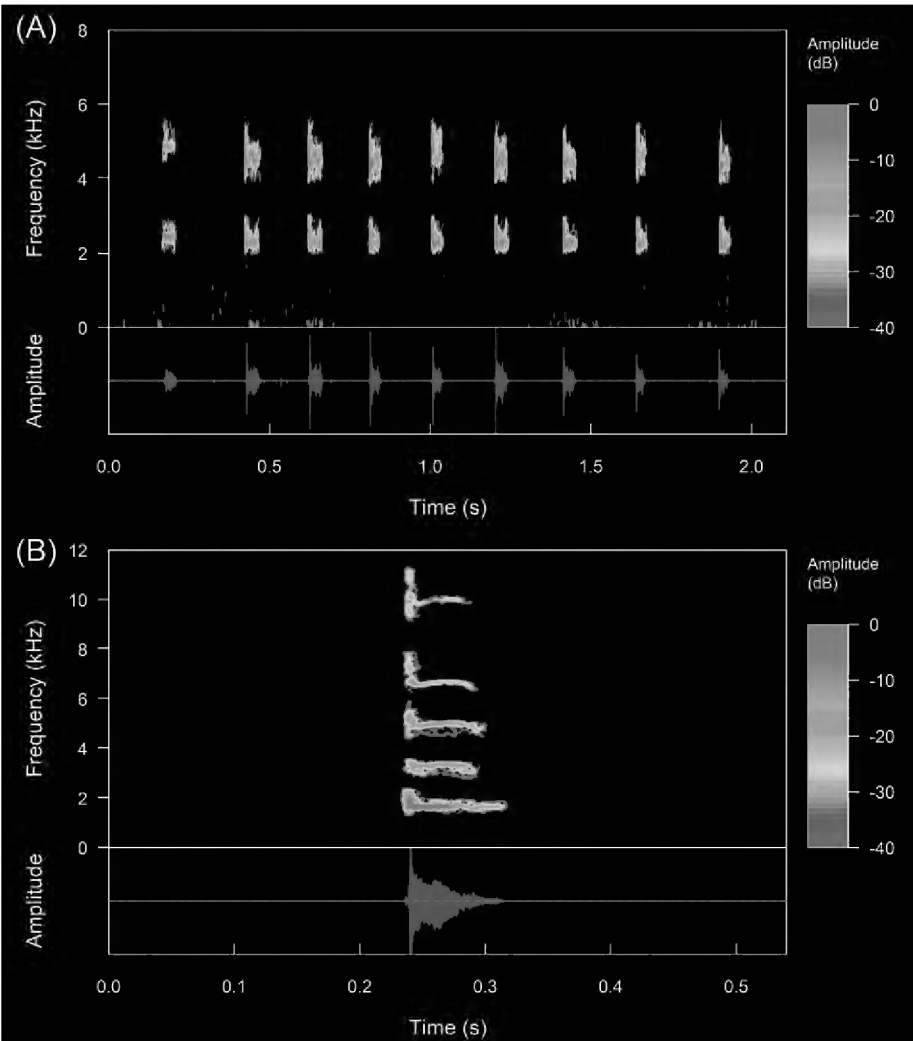 (A)
Amplitude
(dB)
8
6
4
2
0
Frequency (kHz)
0
-10
-20
-30
-40
Amplitude
0.0 0.5 1.0 1.5 2.0
Time (s)
(B)
Amplitude
(dB)
12
10
8
6
4
2
0
Frequency (kHz)
0
-10
-20
-30
-40
Amplitude
0.0 0.1 0.2 0.3 0.4 0.5
Time (s)